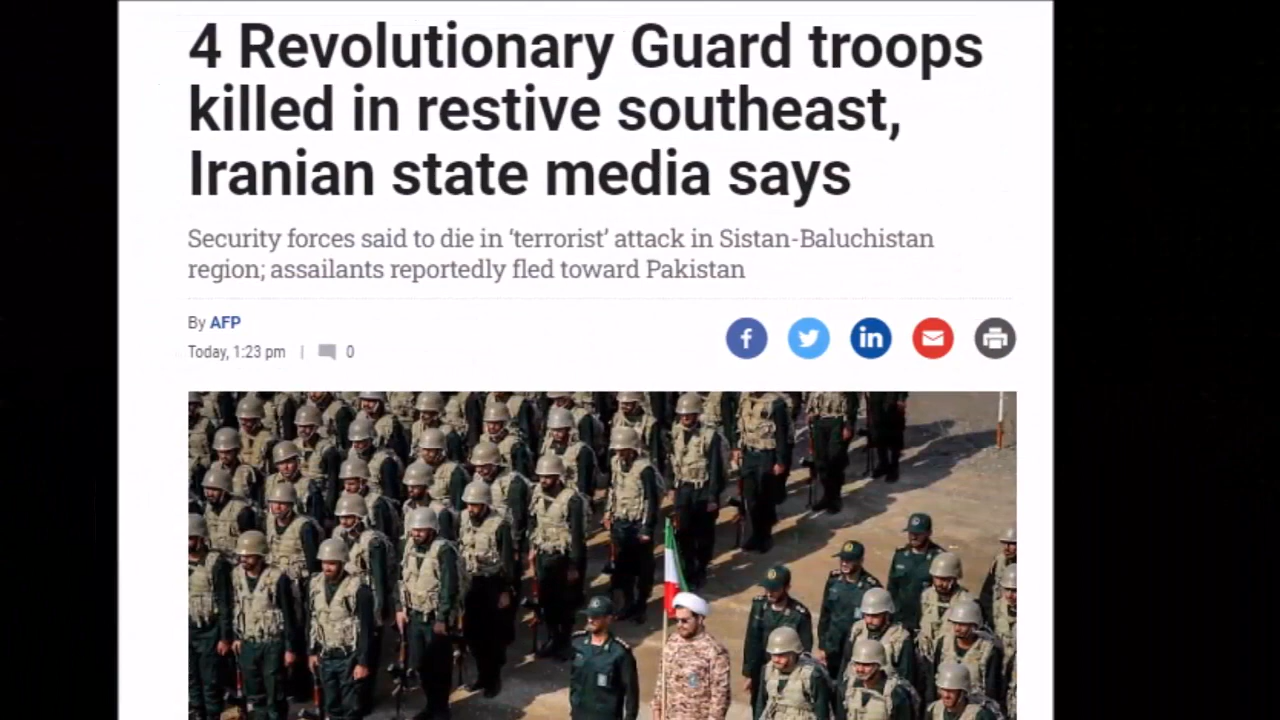 4 Revolutionary Guard troops
killed in restive southeast,
Iranian state media says
Security forces said to die in ‘terrorist’ attack in Sistan-Baluchistan
region; assailants reportedly fled toward Pakistan
By AFP
Today, 1:23 pm | 0
f in